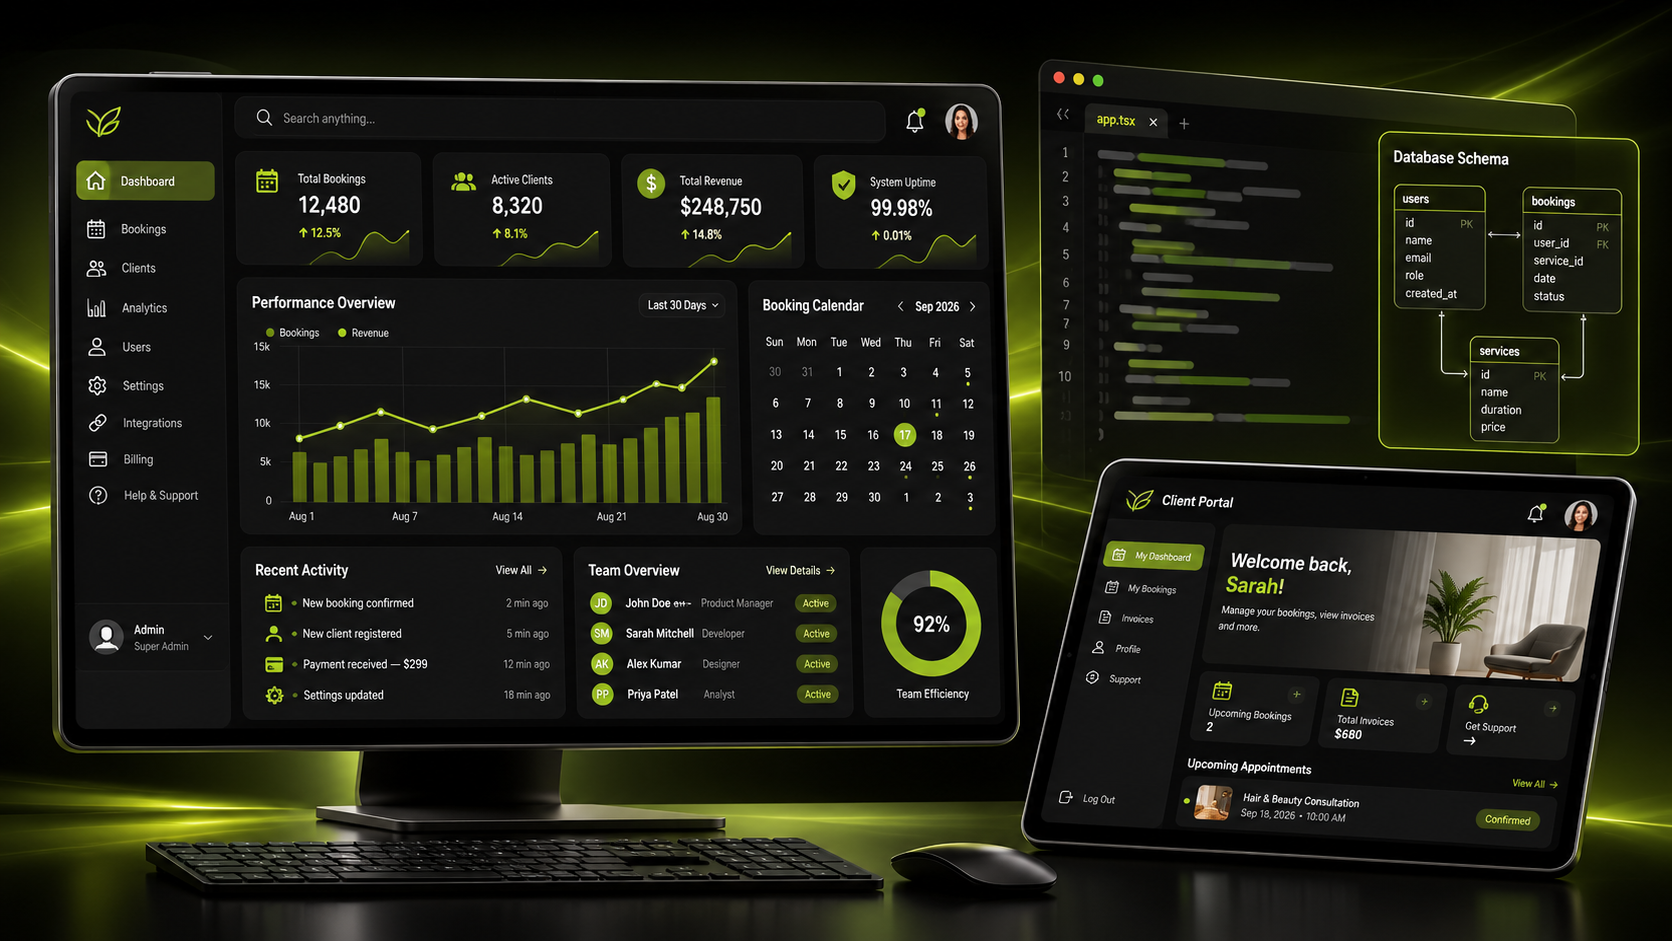 Search anything...
Dashboard
Bookings
Clients
Analytics
Users
Settings
Integrations
Billing
Help & Support
Admin
Super Admin
Total Bookings
12,480
↑ 12.5%
Active Clients
8,320
↑ 8.1%
Total Revenue
$248,750
↑ 14.8%
System Uptime
99.98%
↑ 0.01%
Performance Overview
Last 30 Days
Bookings
Revenue
15k
15k
10k
5k
0
Aug 1
Aug 7
Aug 14
Aug 21
Aug 30
Booking Calendar
Sep 2026
Sun Mon Tue Wed Thu Fri Sat
30 31 1 2 3 4 5
6 7 8 9 10 11 12
13 14 15 16 17 18 19
20 21 22 23 24 25 26
27 28 29 30 1 2 3
Recent Activity
View All →
New booking confirmed 2 min ago
New client registered 5 min ago
Payment received — $299 12 min ago
Settings updated 18 min ago
Team Overview
View Details →
JD John Doe Product Manager Active
SM Sarah Mitchell Developer Active
AK Alex Kumar Designer Active
PP Priya Patel Analyst Active
92%
Team Efficiency
app.tsx
1
2
3
4
5
6
7
7
9
10
Database Schema
users
id PK
name
email
role
created_at
bookings
id PK
user_id FK
service_id
date
status
services
id PK
name
duration
price
Client Portal
My Dashboard
My Bookings
Invoices
Profile
Support
Log Out
Welcome back,
Sarah!
Manage your bookings, view invoices
and more.
Upcoming Bookings
2
Total Invoices
$680
Get Support
→
Upcoming Appointments
View All →
Hair & Beauty Consultation
Sep 18, 2026 • 10:00 AM
Confirmed